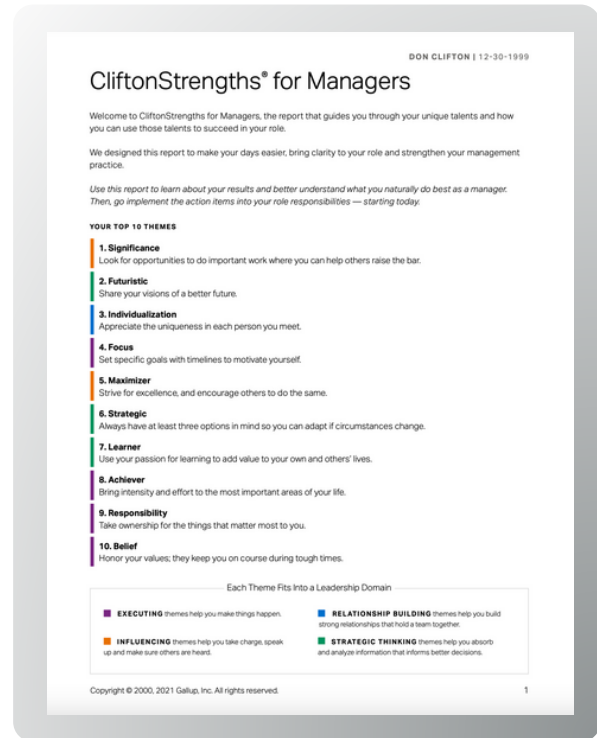 DON CLIFTON | 12-30-1999
CliftonStrengths® for Managers
Welcome to CliftonStrengths for Managers, the report that guides you through your unique talents and how
you can use those talents to succeed in your role.
We designed this report to make your days easier, bring clarity to your role and strengthen your management
practice.
Use this report to learn about your results and better understand what you naturally do best as a manager.
Then, go implement the action items into your role responsibilities — starting today.
YOUR TOP 10 THEMES
1. Significance
Look for opportunities to do important work where you can help others raise the bar.
2. Futuristic
Share your visions of a better future.
3. Individualization
Appreciate the uniqueness in each person you meet.
4. Focus
Set specific goals with timelines to motivate yourself.
5. Maximizer
Strive for excellence, and encourage others to do the same.
6. Strategic
Always have at least three options in mind so you can adapt if circumstances change.
7. Learner
Use your passion for learning to add value to your own and others' lives.
8. Achiever
Bring intensity and effort to the most important areas of your life.
9. Responsibility
Take ownership for the things that matter most to you.
10. Belief
Honor your values; they keep you on course during tough times.
Each Theme Fits Into a Leadership Domain
EXECUTING themes help you make things happen.
RELATIONSHIP BUILDING themes help you build
strong relationships that hold a team together.
INFLUENCING themes help you take charge, speak
up and make sure others are heard.
STRATEGIC THINKING themes help you absorb
and analyze information that informs better decisions.
Copyright © 2000, 2021 Gallup, Inc. All rights reserved.
1